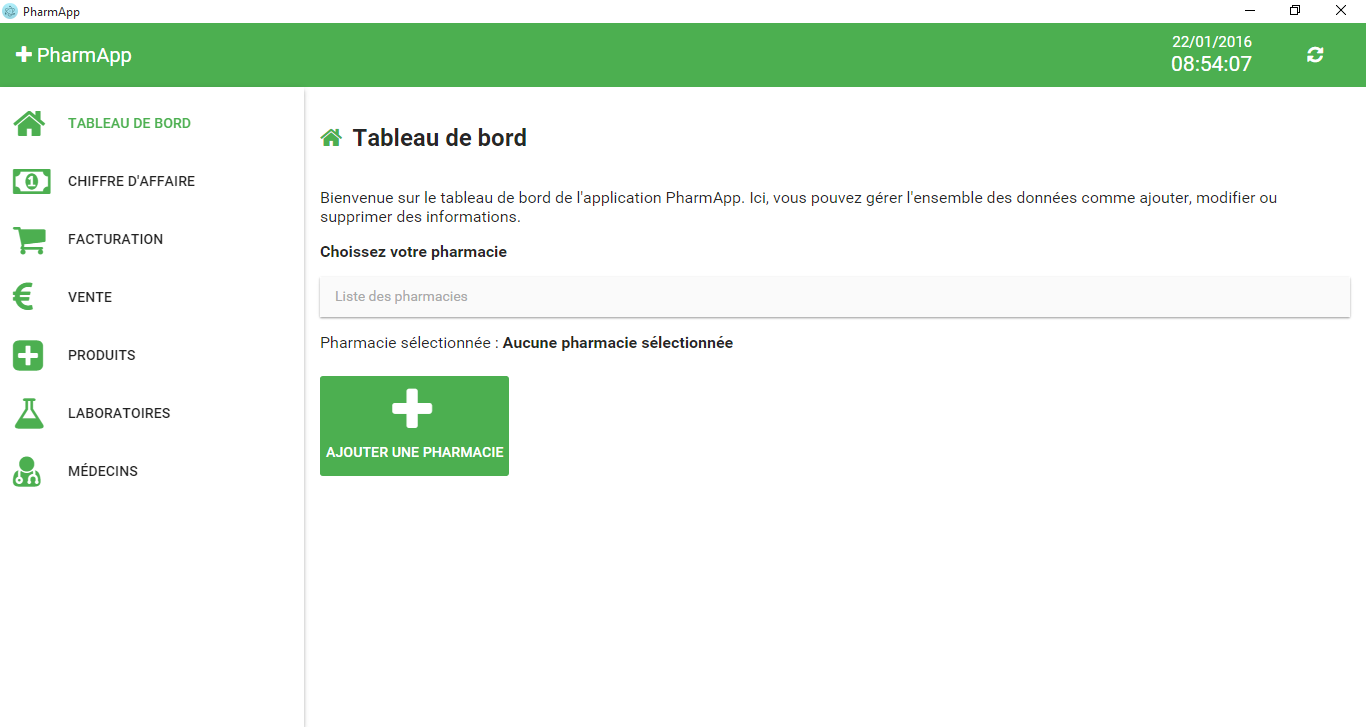 PharmApp
PharmApp
22/01/2016
08:54:07
TABLEAU DE BORD
CHIFFRE D'AFFAIRE
FACTURATION
VENTE
PRODUITS
LABORATOIRES
MÉDECINS
Tableau de bord
Bienvenue sur le tableau de bord de l'application PharmApp. Ici, vous pouvez gérer l'ensemble des données comme ajouter, modifier ou
supprimer des informations.
Choissez votre pharmacie
Liste des pharmacies
Pharmacie sélectionnée : Aucune pharmacie sélectionnée
AJOUTER UNE PHARMACIE